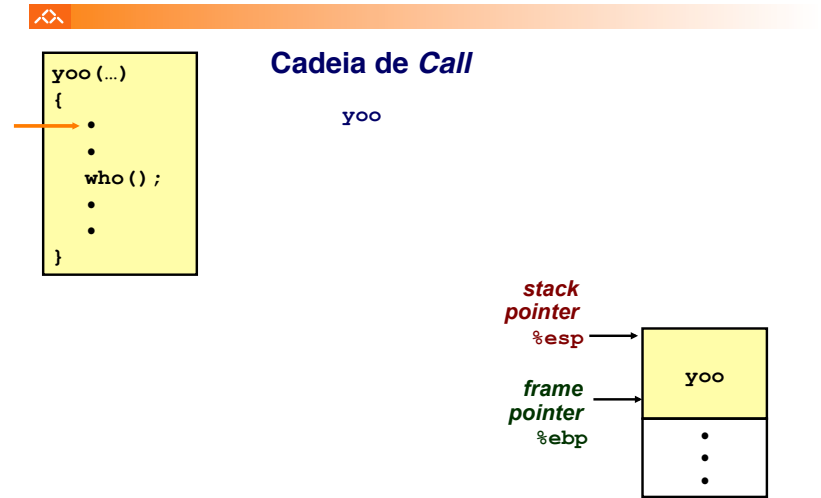 Cadeia de Call
yoo(…)
{
•
•
who();
•
•
}
yoo
stack
pointer
%esp
frame
pointer
%ebp
yoo
•
•
•